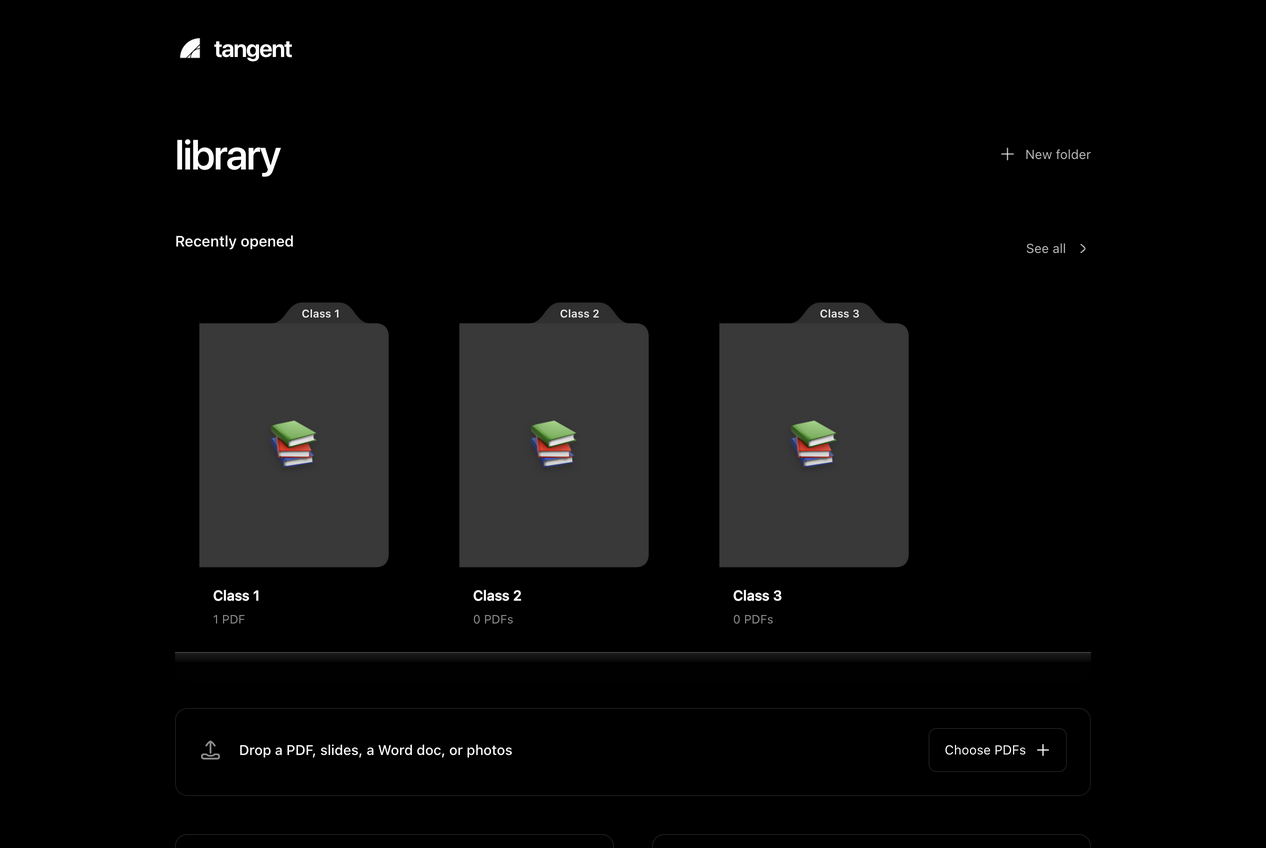 tangent
library
New folder
Recently opened
See all
Class 1
Class 2
Class 3
Class 1
Class 2
Class 3
1 PDF
0 PDFs
0 PDFs
Drop a PDF, slides, a Word doc, or photos
Choose PDFs